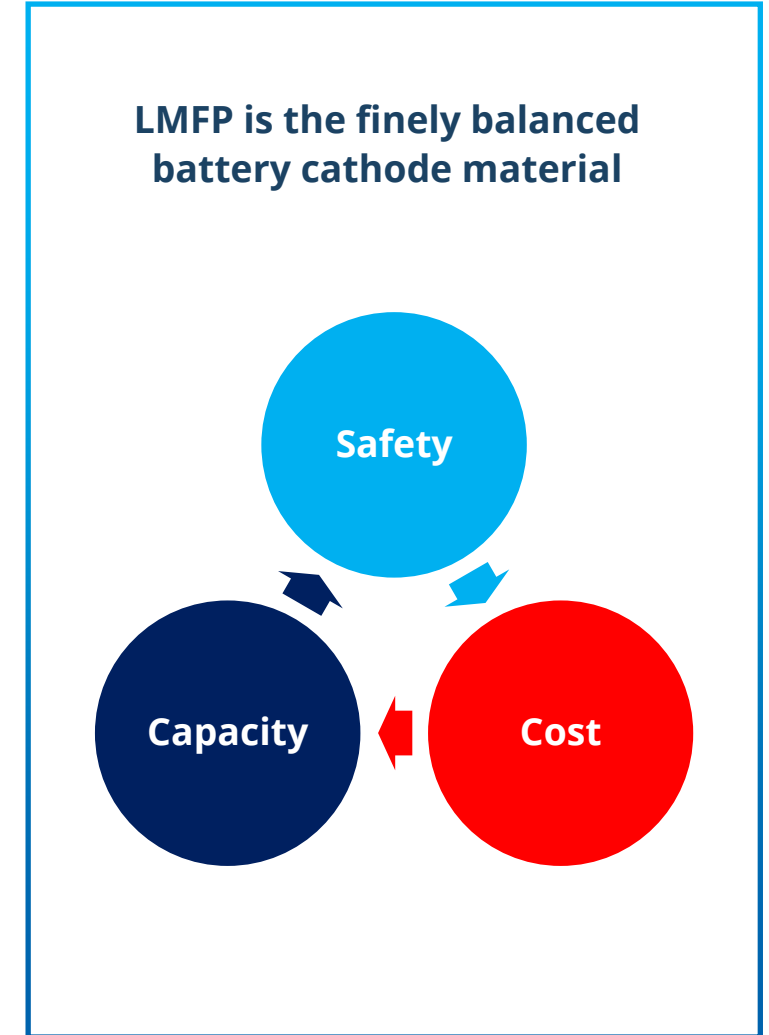 LMFP is the finely balanced
battery cathode material
Safety
Capacity
Cost